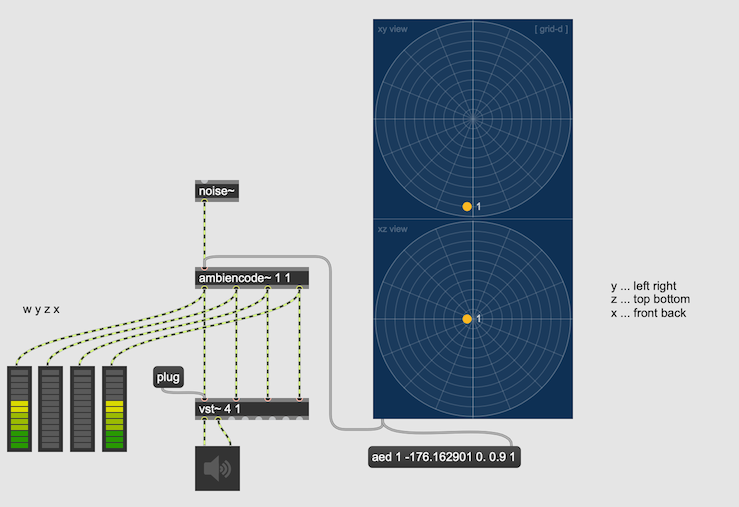 xy view
[ grid-d ]
noise~
1
xz view
ambiencode~ 1 1
y ... left right
z ... top bottom
x ... front back
w y z x
1
plug
vst~ 4 1
aed 1 -176.162901 0. 0.9 1